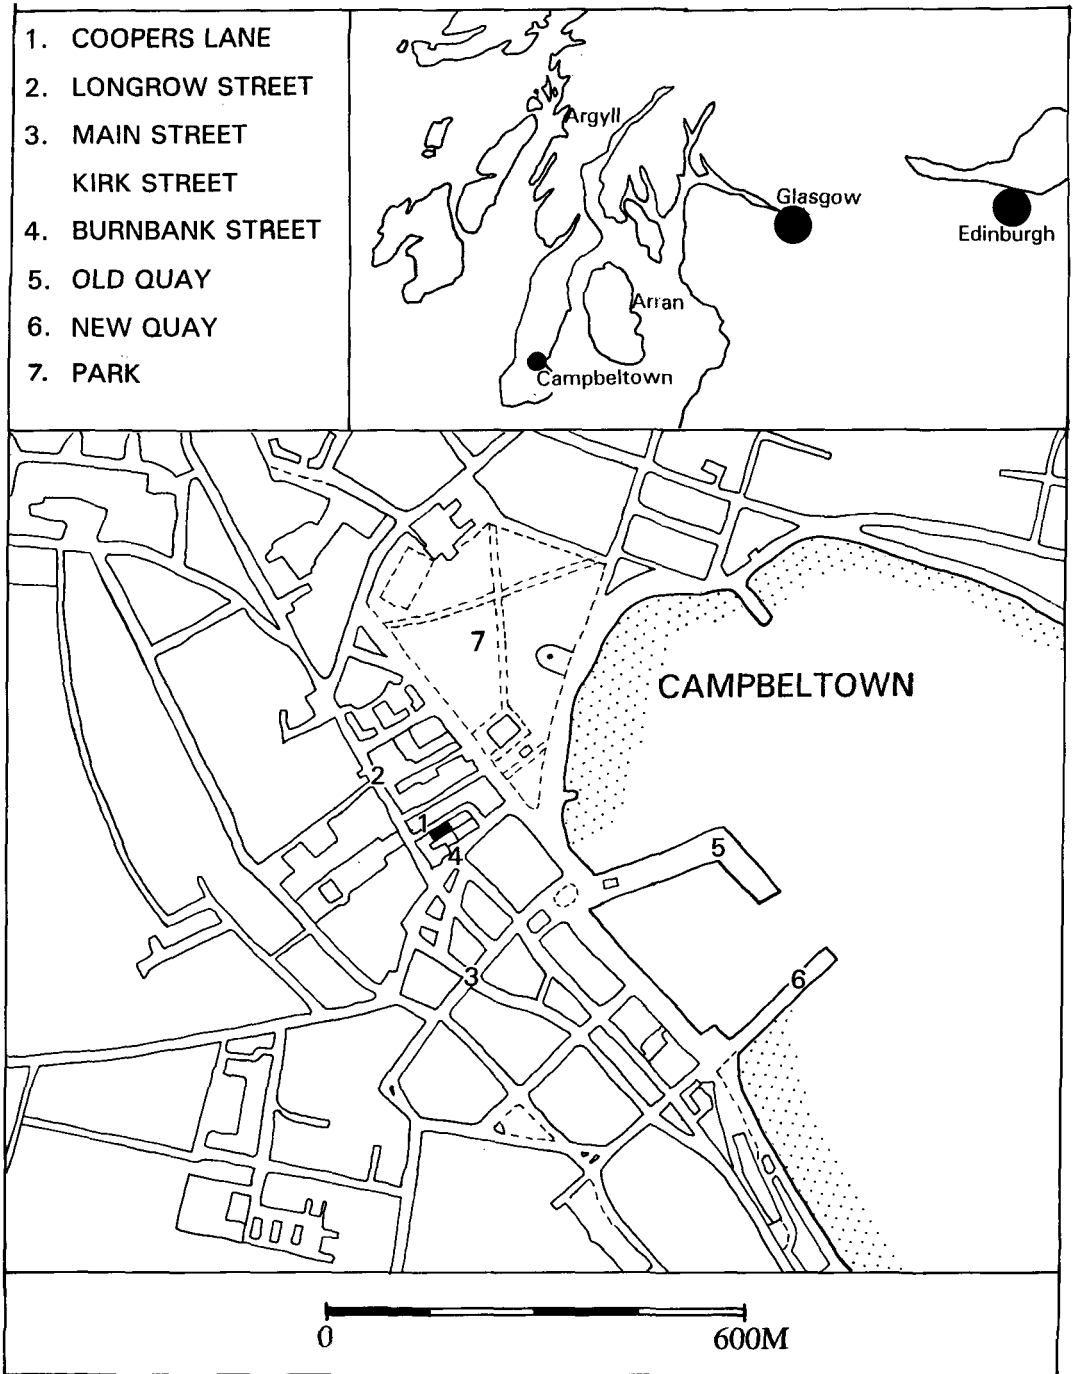 1. COOPERS LANE
2. LONGROW STREET
3. MAIN STREET
KIRK STREET
4. BURNBANK STREET
5. OLD QUAY
6. NEW QUAY
7. PARK
Argyll
Glasgow
Edinburgh
Arran
Campbeltown
7
CAMPBELTOWN
2
1
4
5
3
6
0 600M